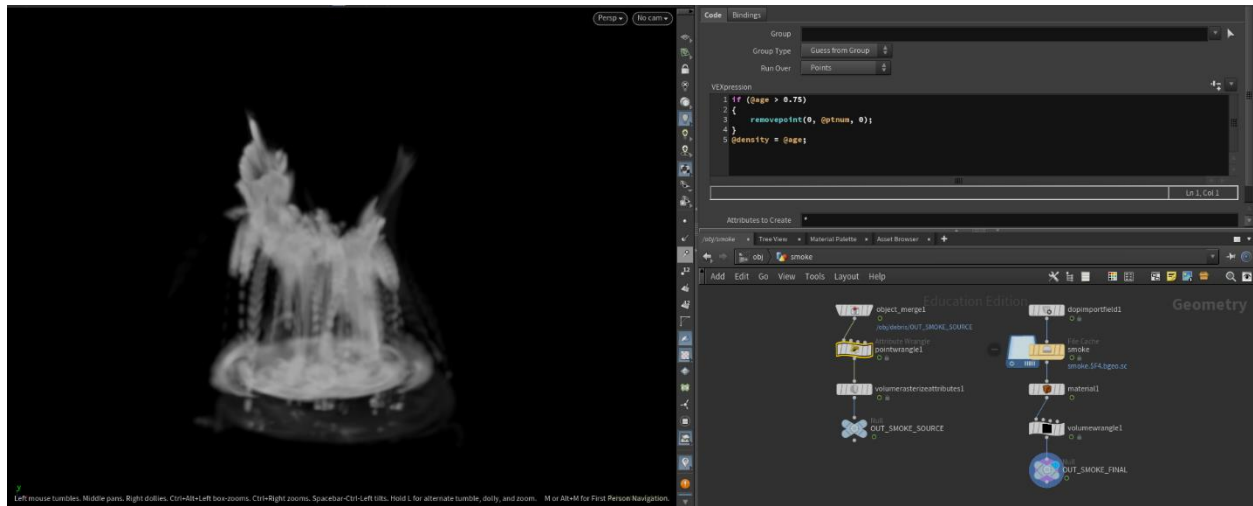 Persp
No cam
Left mouse tumbles. Middle pans. Right dollies. Ctrl+Alt+Left box-zooms. Ctrl+Right zooms. Spacebar-Ctrl-Left tilts. Hold L for alternate tumble, dolly, and zoom. M or Alt+M for First Person Navigation.
y
Code Bindings
Group
Group Type Guess from Group
Run Over Points
VEXpression
1 if (@age > 0.75)
2 {
3 removepoint(0, @ptnum, 0);
4 }
5 @density = @age;
Ln 1, Col 1
Attributes to Create *
/obj/smoke Tree View Material Palette Asset Browser
obj smoke
Add Edit Go View Tools Layout Help
Education Edition
Geometry
object_merge1
/obj/debris/OUT_SMOKE_SOURCE
Attribute Wrangle
pointwrangle1
volumerasterizeattributes1
Null
OUT_SMOKE_SOURCE
dopimportfield1
File Cache
smoke
smoke.$F4.bgeo.sc
material1
volumewrangle1
Null
OUT_SMOKE_FINAL